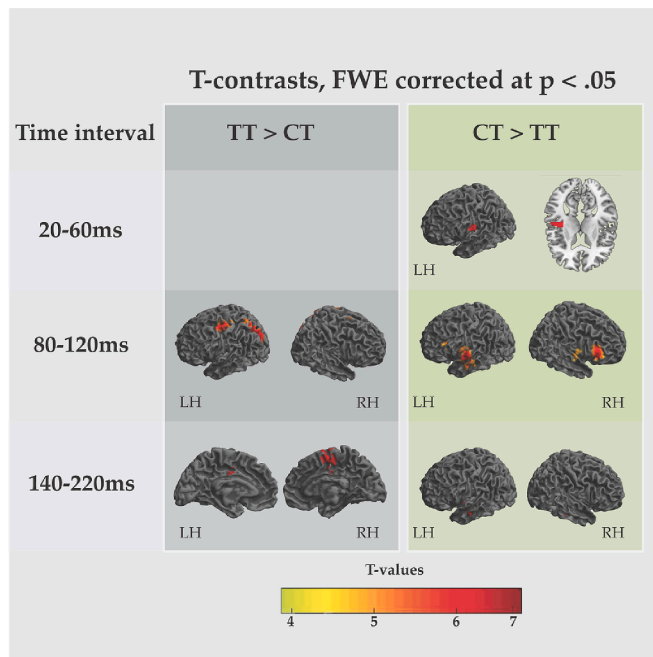 T-contrasts, FWE corrected at p < .05
Time interval
TT > CT
CT > TT
20-60ms
LH
80-120ms
LH
RH
LH
RH
140-220ms
LH
RH
LH
RH
T-values
4
5
6
7